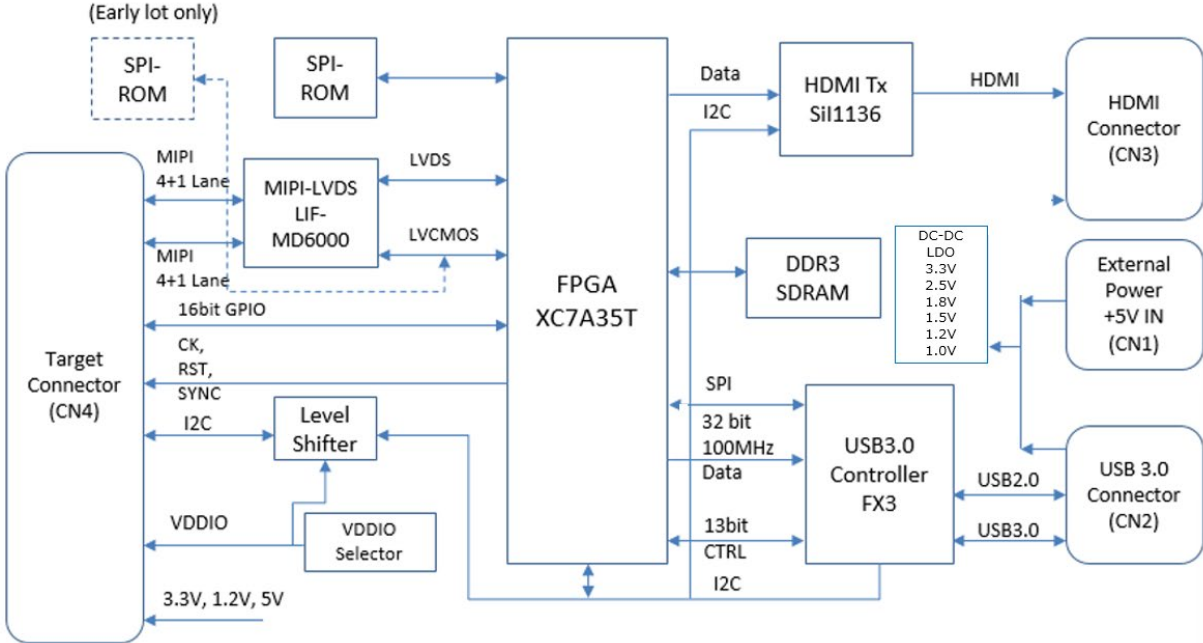 (Early lot only)
SPI-
ROM
SPI-
ROM
FPGA
XC7A35T
Data
I2C
HDMI Tx
SiI1136
HDMI
HDMI
Connector
(CN3)
MIPI
4+1 Lane
MIPI
4+1 Lane
MIPI-LVDS
LIF-
MD6000
LVDS
LVCMOS
DDR3
SDRAM
DC-DC
LDO
3.3V
2.5V
1.8V
1.5V
1.2V
1.0V
External
Power
+5V IN
(CN1)
Target
Connector
(CN4)
16bit GPIO
CK,
RST,
SYNC
I2C
Level
Shifter
VDDIO
VDDIO
Selector
3.3V, 1.2V, 5V
SPI
32 bit
100MHz
Data
13bit
CTRL
I2C
USB3.0
Controller
FX3
USB2.0
USB3.0
USB 3.0
Connector
(CN2)